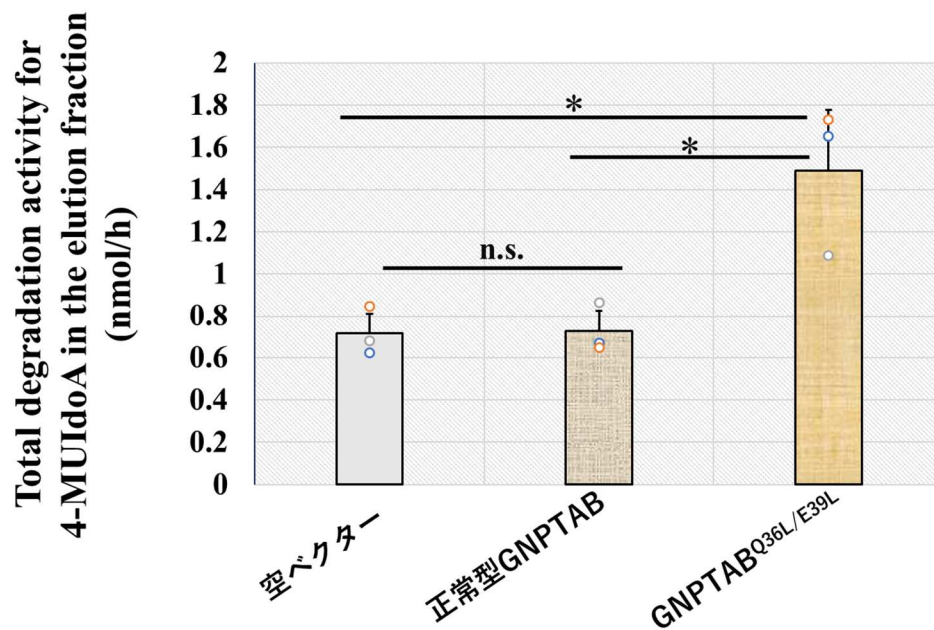 Total degradation activity for
4-MUIdoA in the elution fraction
(nmol/h)
2
1.8
1.6
1.4
1.2
1
0.8
0.6
0.4
0.2
0
*
*
n.s.
空ベクター
正常型GNPTAB
GNPTAB^Q36L/E39L